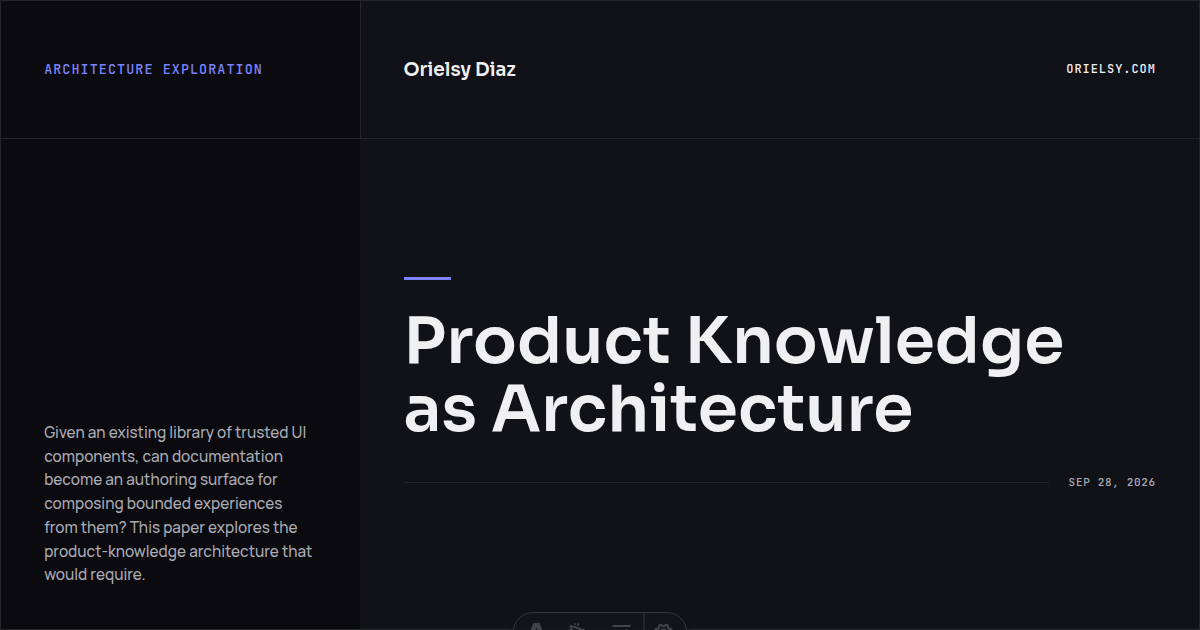 ARCHITECTURE EXPLORATION
Orielsy Diaz
ORIELSY.COM
Product Knowledge
as Architecture
SEP 28, 2026
Given an existing library of trusted UI
components, can documentation
become an authoring surface for
composing bounded experiences
from them? This paper explores the
product-knowledge architecture that
would require.